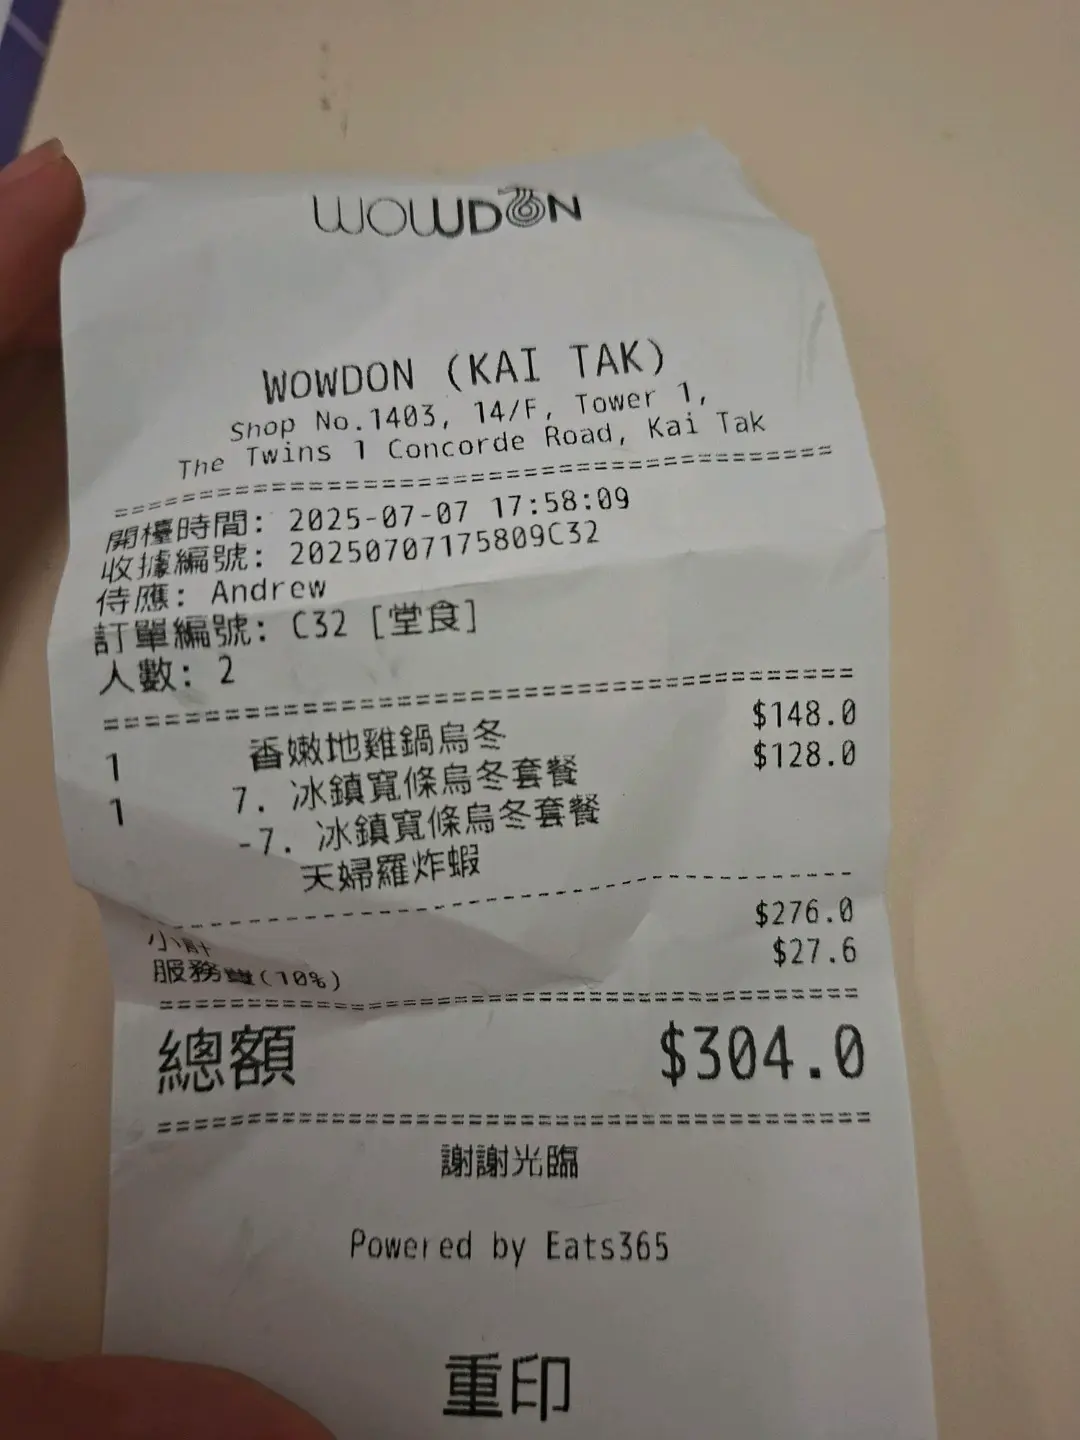 WOWDON
WOWDON (KAI TAK)
Shop No.1403, 14/F, Tower 1,
The Twins 1 Concorde Road, Kai Tak
開檯時間: 2025-07-07 17:58:09
收據編號: 20250707175809C32
侍應: Andrew
訂單編號: C32 [堂食]
人數: 2
1 香嫩地雞鍋烏冬 $148.0
1 7. 冰鎮寬條烏冬套餐 $128.0
-7. 冰鎮寬條烏冬套餐
天婦羅炸蝦
小計 $276.0
服務費(10%) $27.6
總額 $304.0
謝謝光臨
Powered by Eats365
重印